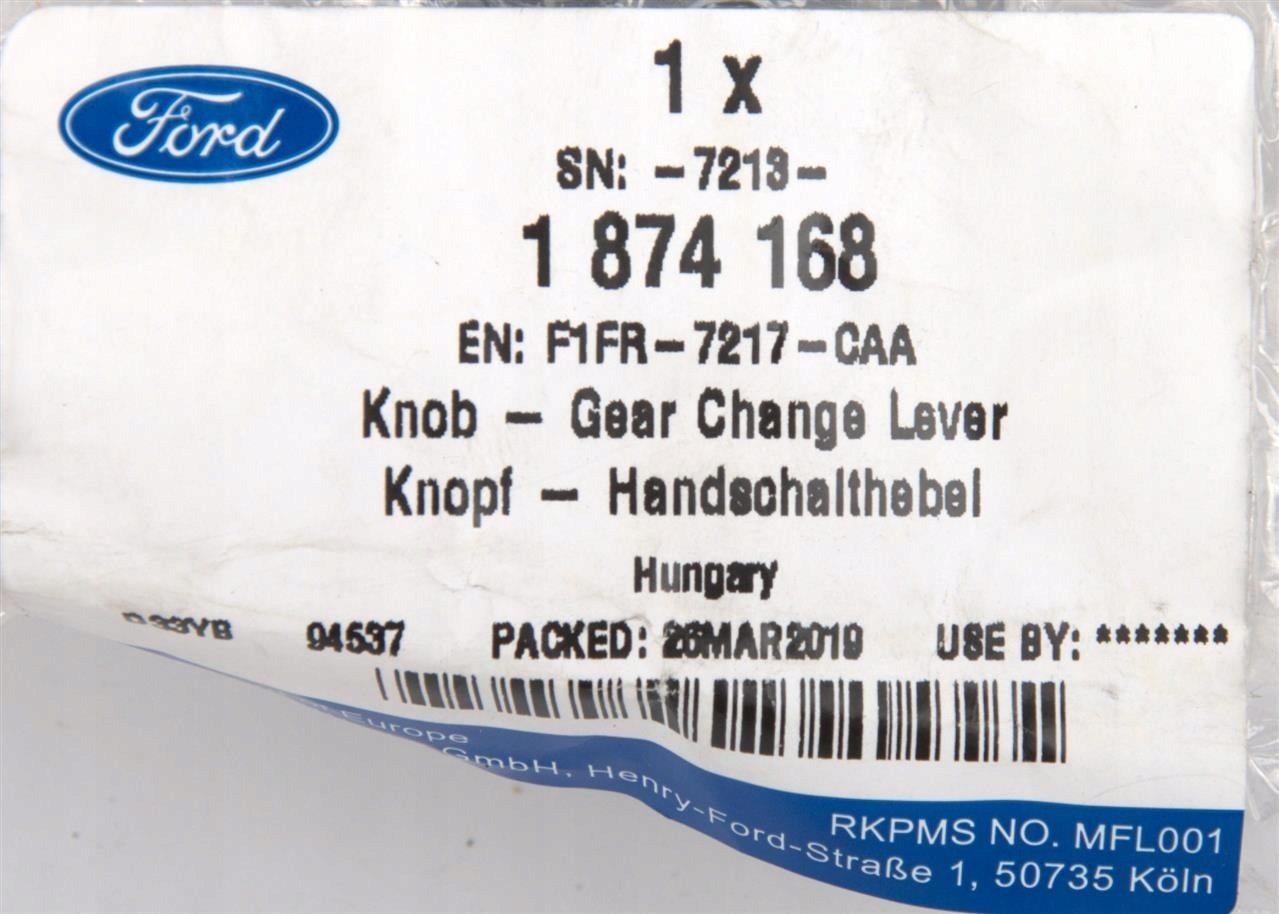 Ford
1 x
SN: -7213-
1 874 168
EN: F1FR-7217-CAA
Knob - Gear Change Lever
Knopf - Handschalthebel
Hungary
94537 PACKED: 26MAR2019 USE BY: *******
Europe
GmbH, Henry-Ford-Straße 1, 50735 Köln
RKPMS NO. MFL001